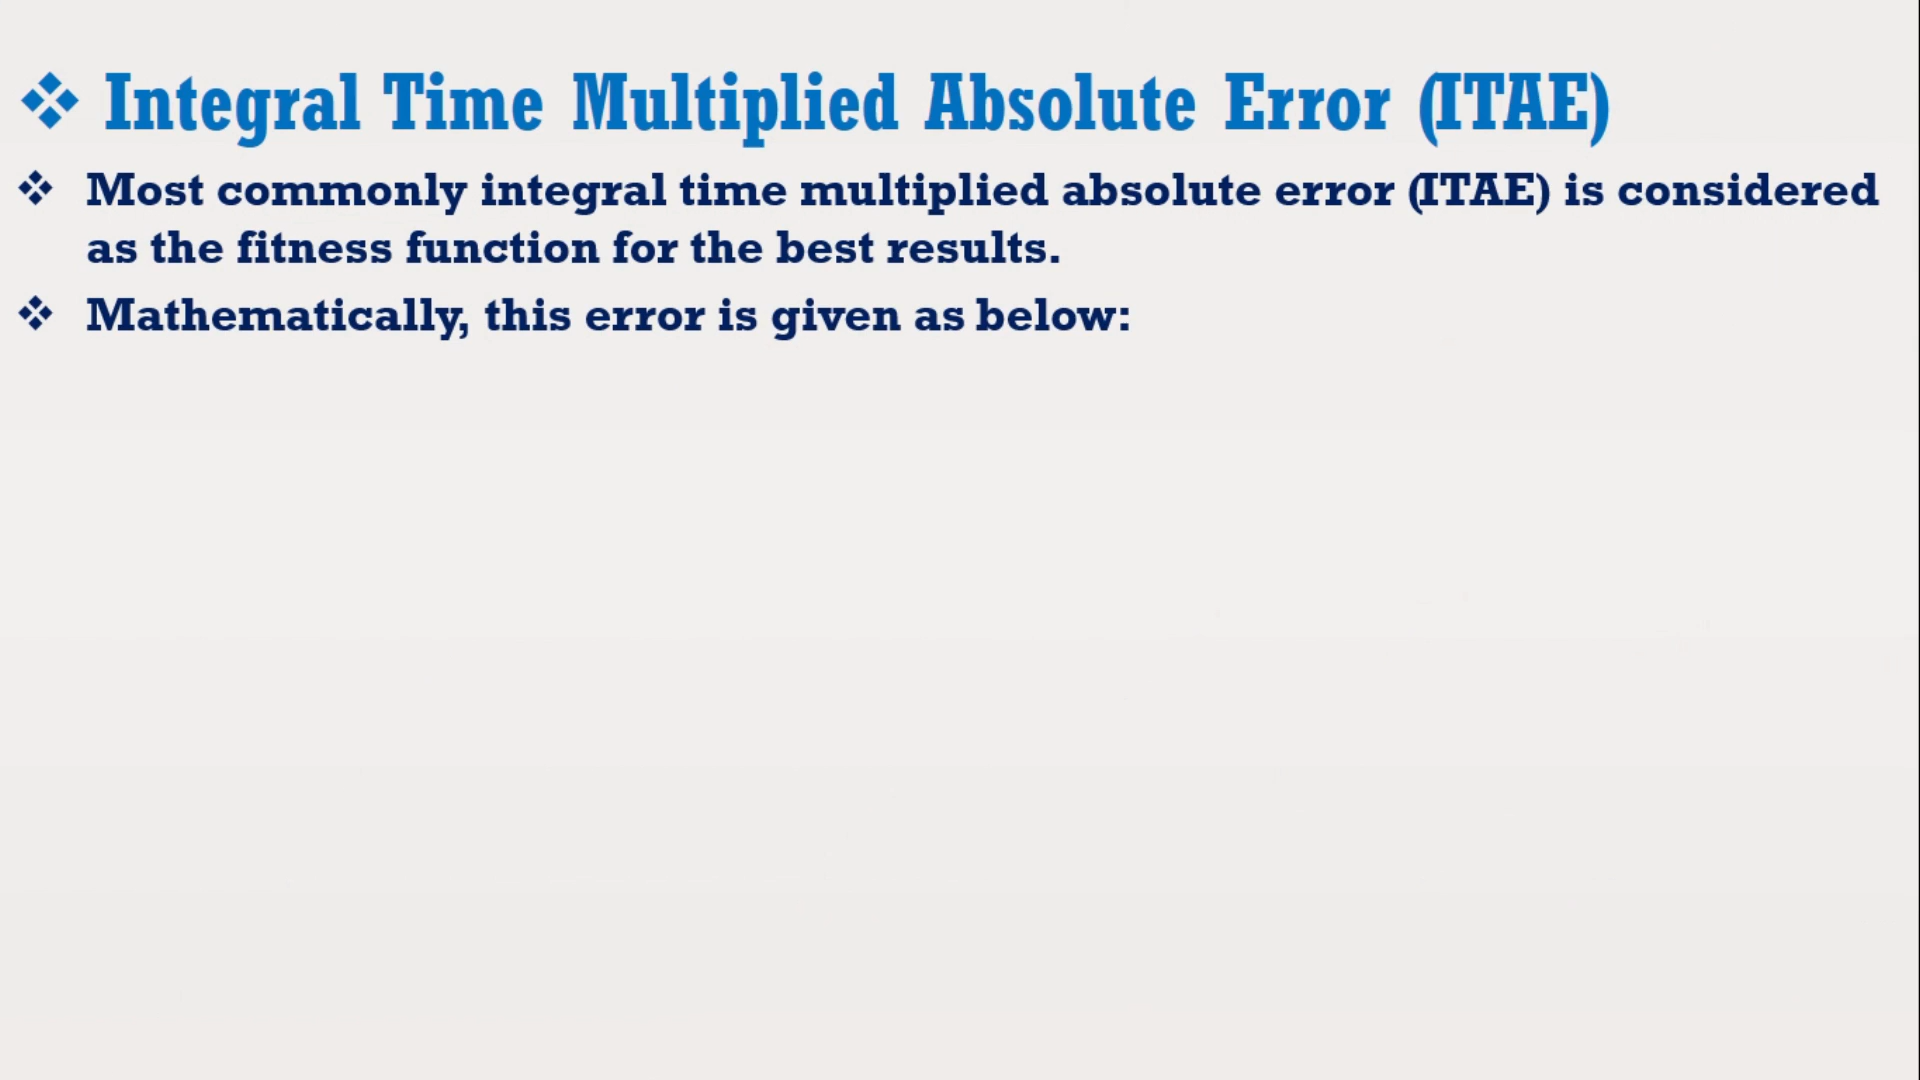 ❖ Integral Time Multiplied Absolute Error (ITAE)
❖ Most commonly integral time multiplied absolute error (ITAE) is considered
as the fitness function for the best results.
❖ Mathematically, this error is given as below: